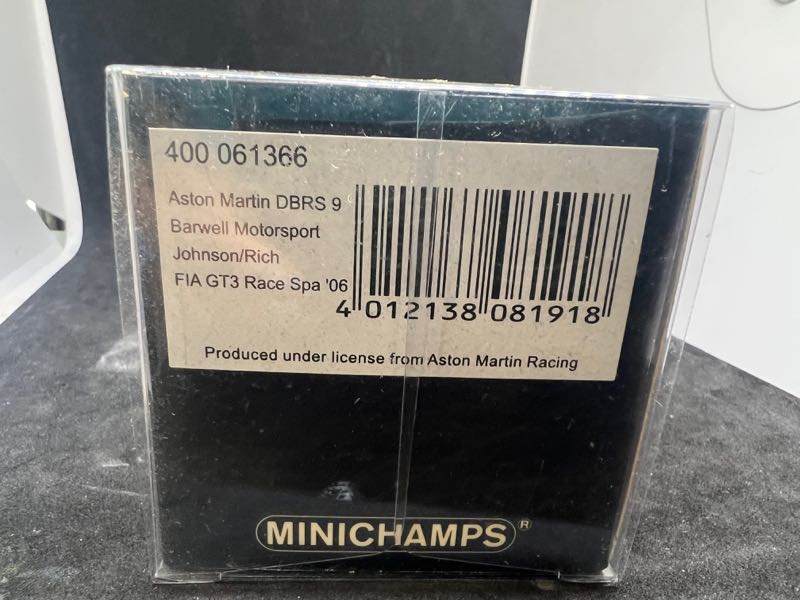 400 061366
Aston Martin DBRS 9
Barwell Motorsport
Johnson/Rich
FIA GT3 Race Spa '06
4 012138 081918
Produced under license from Aston Martin Racing
MINICHAMPS®